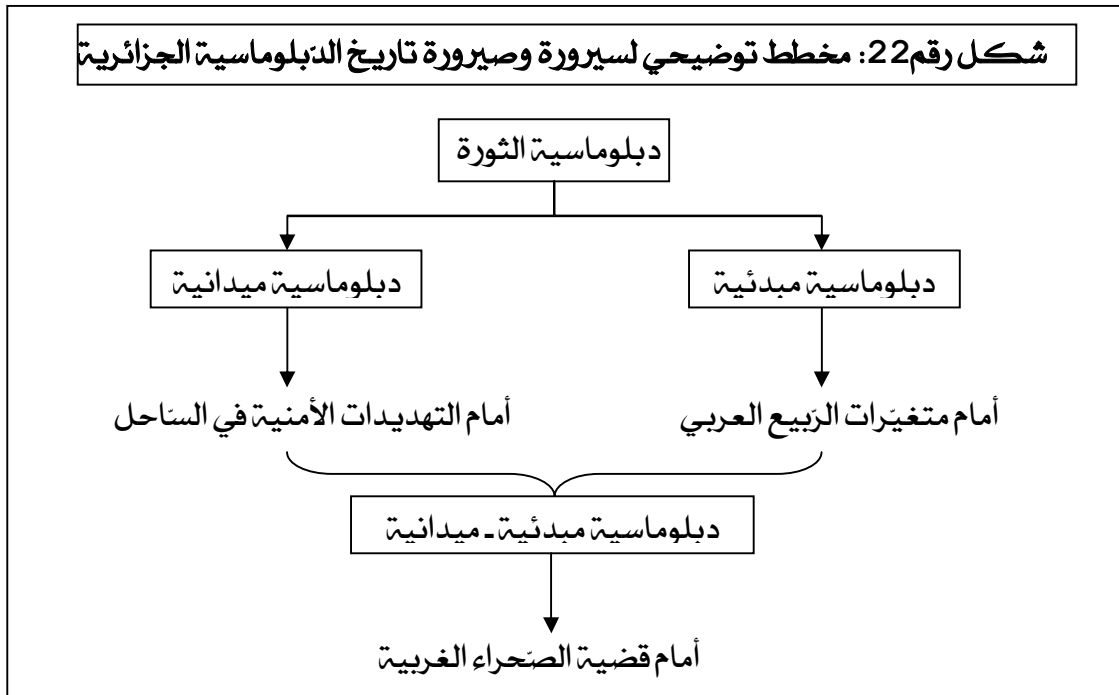 شكل رقم22: مخطط توضيحي لسيرورة وصيرورة تاريخ الدّبلوماسية الجزائرية
دبلوماسية الثورة
دبلوماسية مبدئية
دبلوماسية ميدانية
أمام متغيّرات الرّبيع العربي
أمام التهديدات الأمنية في السّاحل
دبلوماسية مبدئية ـ ميدانية
أمام قضية الصّحراء الغربية